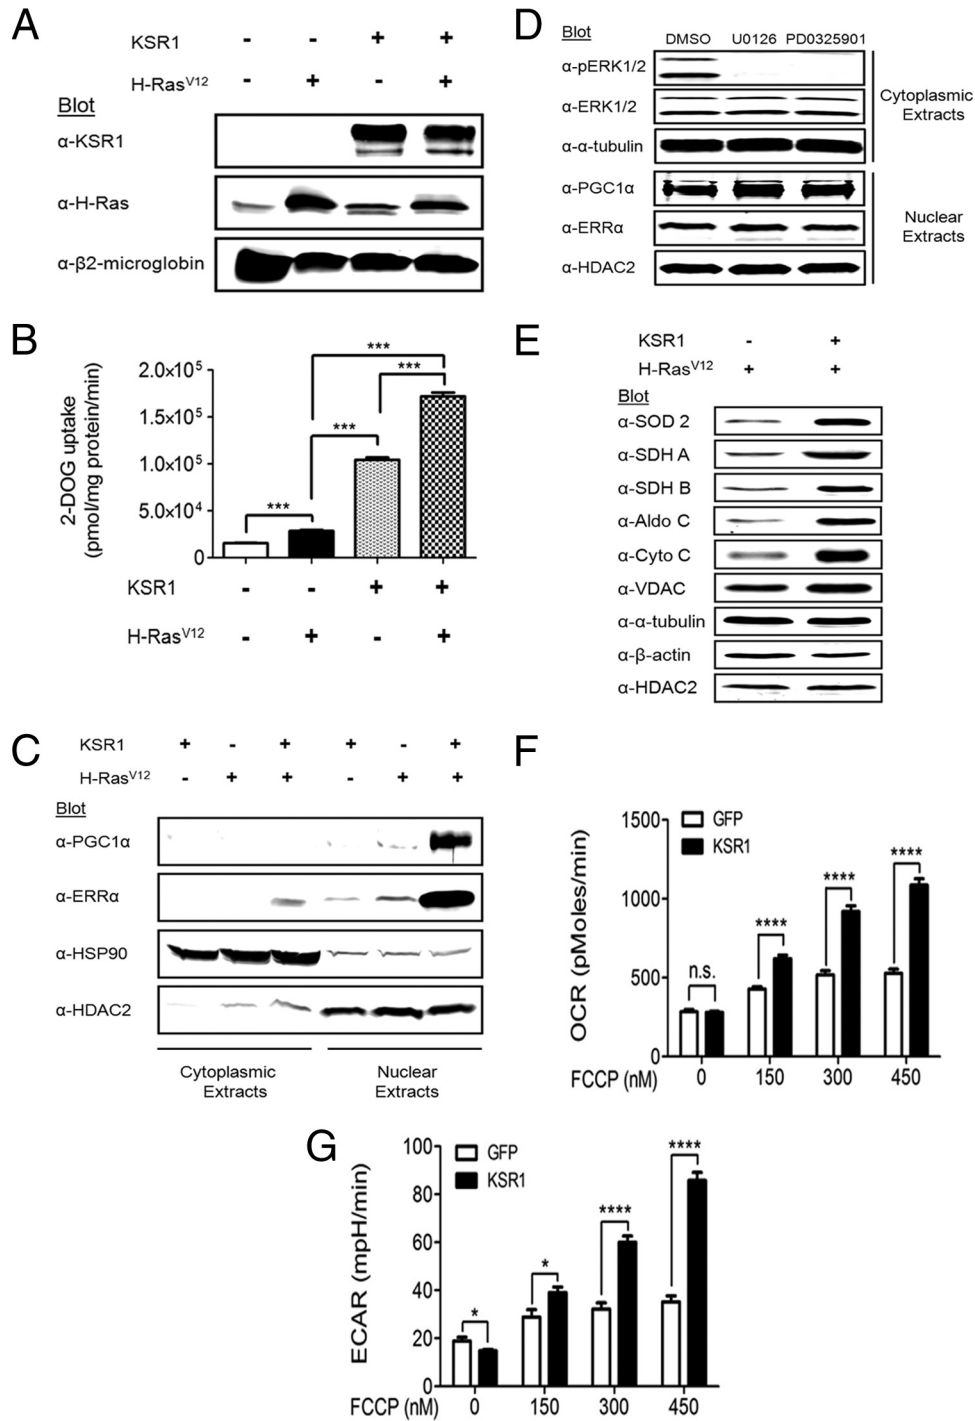 A
KSR1 - - + +
H-RasV12 - + - +
Blot
α-KSR1
α-H-Ras
α-β2-microglobin
B
2-DOG uptake
(pmol/mg protein/min)
2.0x10⁵
1.5x10⁵
1.0x10⁵
5.0x10⁴
0
***
***
***
***
KSR1 - - + +
H-RasV12 - + - +
C
KSR1 + - + + - +
H-RasV12 - + + - + +
Blot
α-PGC1α
α-ERRα
α-HSP90
α-HDAC2
Cytoplasmic
Extracts
Nuclear
Extracts
D
Blot
DMSO U0126 PD0325901
α-pERK1/2
α-ERK1/2
α-α-tubulin
α-PGC1α
α-ERRα
α-HDAC2
Cytoplasmic
Extracts
Nuclear
Extracts
E
KSR1 - +
H-RasV12 + +
Blot
α-SOD 2
α-SDH A
α-SDH B
α-Aldo C
α-Cyto C
α-VDAC
α-α-tubulin
α-β-actin
α-HDAC2
F
OCR (pMoles/min)
1500
1000
500
0
GFP
KSR1
n.s.
****
****
****
FCCP (nM) 0 150 300 450
G
ECAR (mpH/min)
100
80
60
40
20
0
GFP
KSR1
*
*
****
****
FCCP (nM) 0 150 300 450